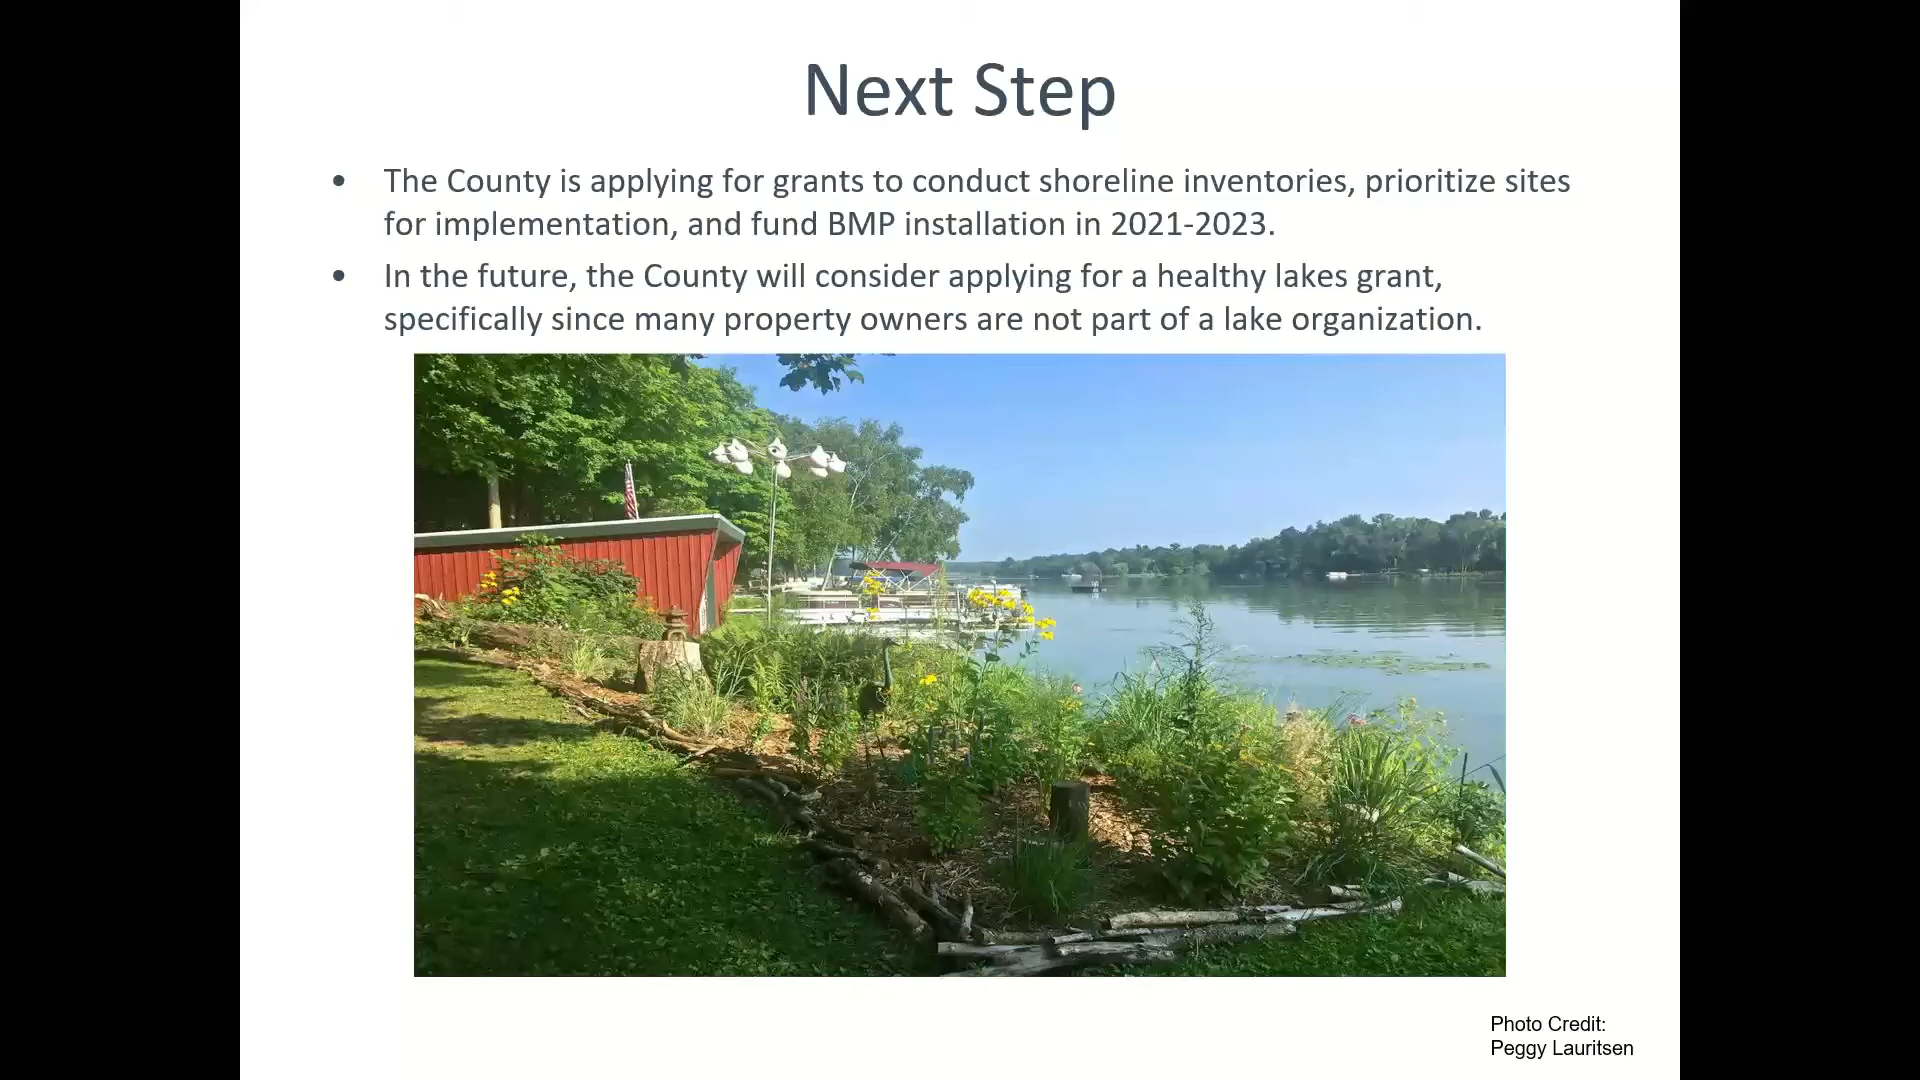 Next Step
• The County is applying for grants to conduct shoreline inventories, prioritize sites
for implementation, and fund BMP installation in 2021-2023.
• In the future, the County will consider applying for a healthy lakes grant,
specifically since many property owners are not part of a lake organization.
Photo Credit:
Peggy Lauritsen